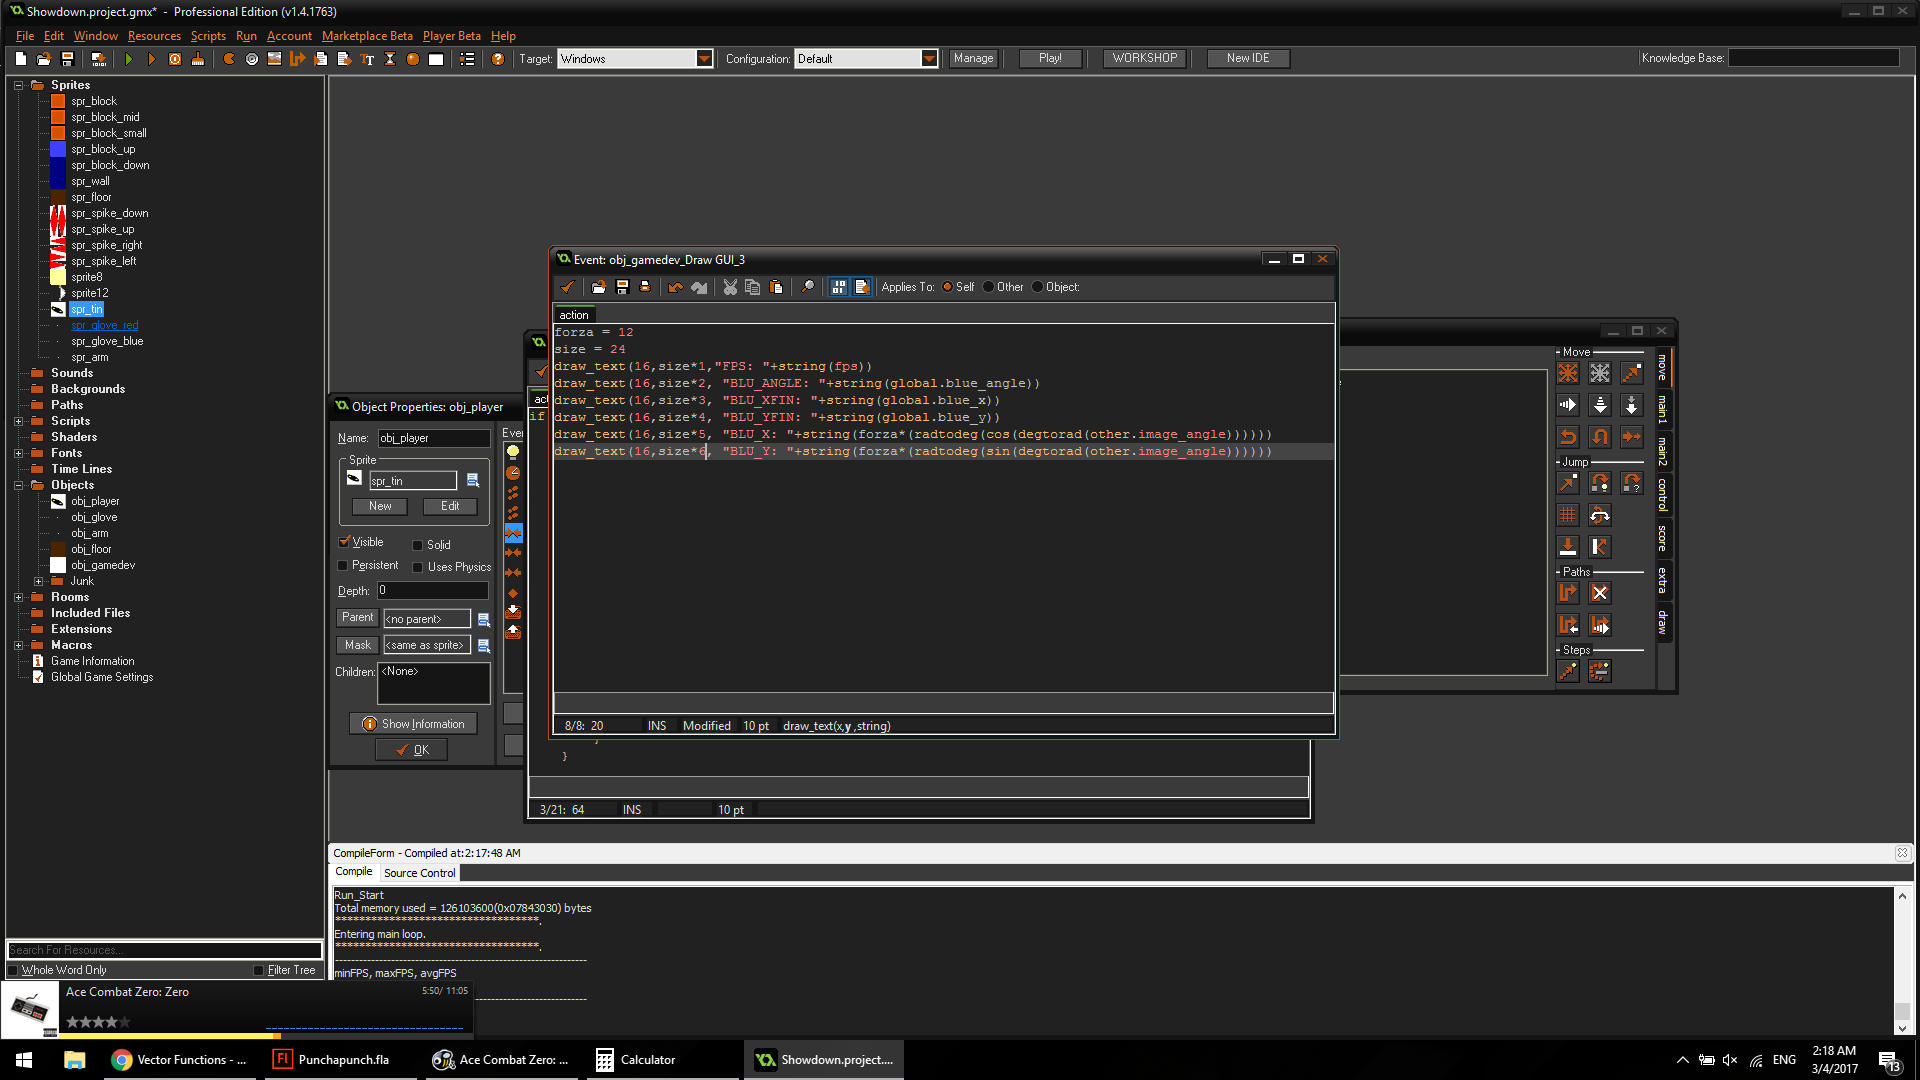 Showdown.project.gmx* - Professional Edition (v1.4.1763)
File Edit Window Resources Scripts Run Account Marketplace Beta Player Beta Help
Target: Windows Configuration: Default Manage Play! WORKSHOP New IDE Knowledge Base:
Sprites
spr_block
spr_block_mid
spr_block_small
spr_block_up
spr_block_down
spr_wall
spr_floor
spr_spike_down
spr_spike_up
spr_spike_right
spr_spike_left
sprite8
sprite12
spr_tin
spr_glove_red
spr_glove_blue
spr_arm
Sounds
Backgrounds
Paths
Scripts
Shaders
Fonts
Time Lines
Objects
obj_player
obj_glove
obj_arm
obj_floor
obj_gamedev
Junk
Rooms
Included Files
Extensions
Macros
Game Information
Global Game Settings
Search For Resources...
Whole Word Only Filter Tree
Object Properties: obj_player
Name: obj_player
Sprite
spr_tin
New Edit
Visible Solid
Persistent Uses Physics
Depth: 0
Parent <no parent>
Mask <same as sprite>
Children: <None>
Show Information
OK
if
}
3/21: 64 INS 10 pt
Event: obj_gamedev_Draw GUI_3
Applies To: Self Other Object:
action
forza = 12
size = 24
draw_text(16,size*1,"FPS: "+string(fps))
draw_text(16,size*2, "BLU_ANGLE: "+string(global.blue_angle))
draw_text(16,size*3, "BLU_XFIN: "+string(global.blue_x))
draw_text(16,size*4, "BLU_YFIN: "+string(global.blue_y))
draw_text(16,size*5, "BLU_X: "+string(forza*(radtodeg(cos(degtorad(other.image_angle))))))
draw_text(16,size*6, "BLU_Y: "+string(forza*(radtodeg(sin(degtorad(other.image_angle))))))
8/8: 20 INS Modified 10 pt draw_text(x,y ,string)
Move
Jump
Paths
Steps
move
main1
main2
control
score
extra
draw
CompileForm - Compiled at:2:17:48 AM
Compile Source Control
Run_Start
Total memory used = 126103600(0x07843030) bytes
***********************************.
Entering main loop.
***********************************.
minFPS, maxFPS, avgFPS
Ace Combat Zero: Zero 5:50/ 11:05
Vector Functions - ...
Punchapunch.fla
Ace Combat Zero: ...
Calculator
Showdown.project....
ENG
2:18 AM
3/4/2017
13